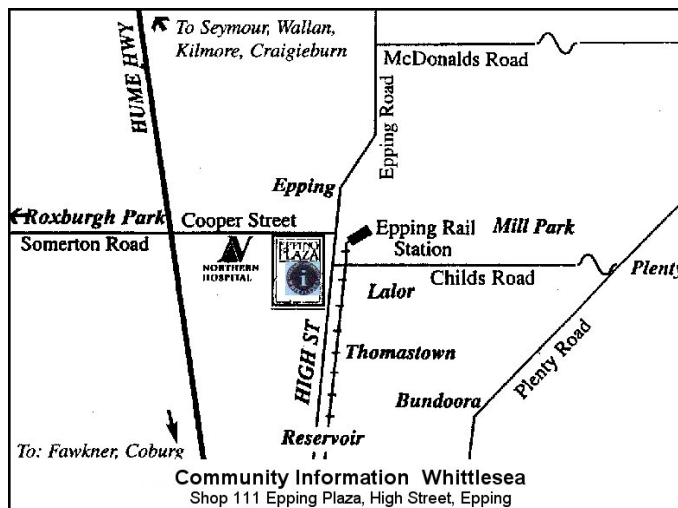 To Seymour, Wallan,
Kilmore, Craigieburn
HUME HWY
McDonalds Road
Epping Road
Epping
Roxburgh Park
Cooper Street
Somerton Road
EPPING
PLAZA
i
NORTHERN
HOSPITAL
Epping Rail
Station
Mill Park
Childs Road
Plenty
Lalor
HIGH ST
Thomastown
Plenty Road
Bundoora
Reservoir
To: Fawkner, Coburg
Community Information Whittlesea
Shop 111 Epping Plaza, High Street, Epping